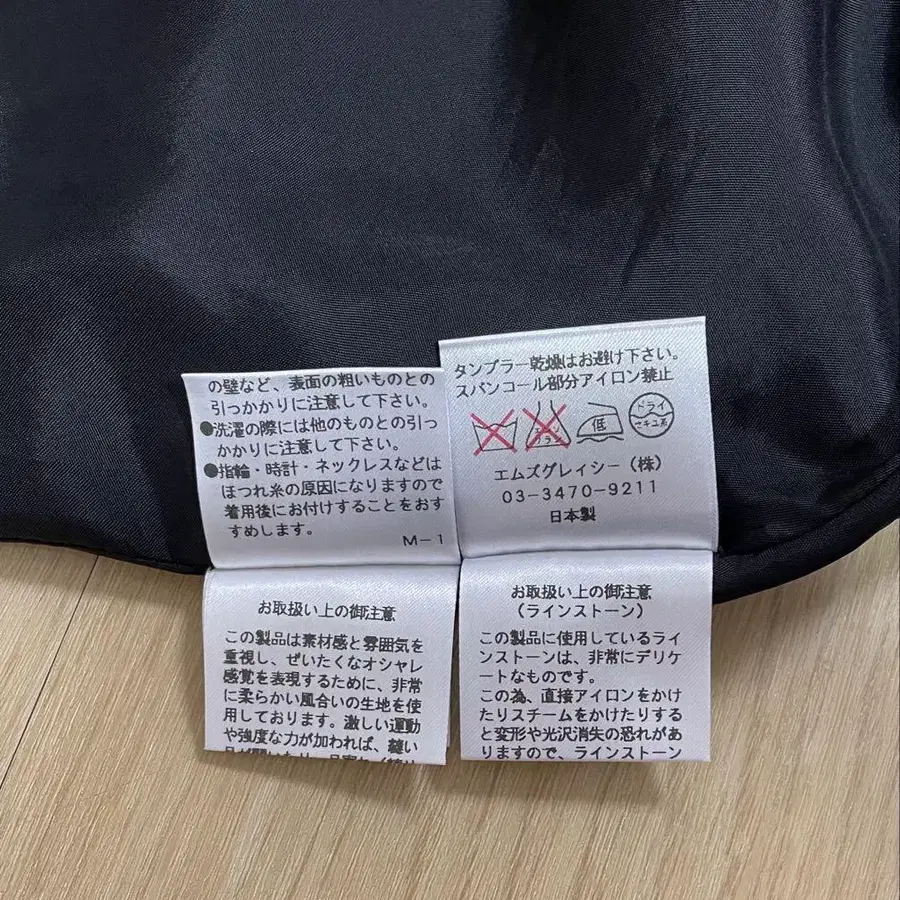 の壁など、表面の粗いものとの
引っかかりに注意して下さい。
●洗濯の際には他のものとの引っ
かかりに注意して下さい。
●指輪・時計・ネックレスなどは
ほつれ糸の原因になりますので
着用後にお付けすることをおす
すめします。
M-1
タンブラー乾燥はお避け下さい。
スパンコール部分アイロン禁止
エンソ
サラシ
低
ドライ
セキユ系
エムズグレイシー(株)
03-3470-9211
日本製
お取扱い上の御注意
この製品は素材感と雰囲気を
重視し、ぜいたくなオシャレ
感覚を表現するために、非常
に柔らかい風合いの生地を使
用しております。激しい運動
や強度な力が加われば、縫い
お取扱い上の御注意
(ラインストーン)
この製品に使用しているライ
ンストーンは、非常にデリケ
ートなものです。
この為、直接アイロンをかけ
たりスチームをかけたりする
と変形や光沢消失の恐れがあ
りますので、ラインストーン